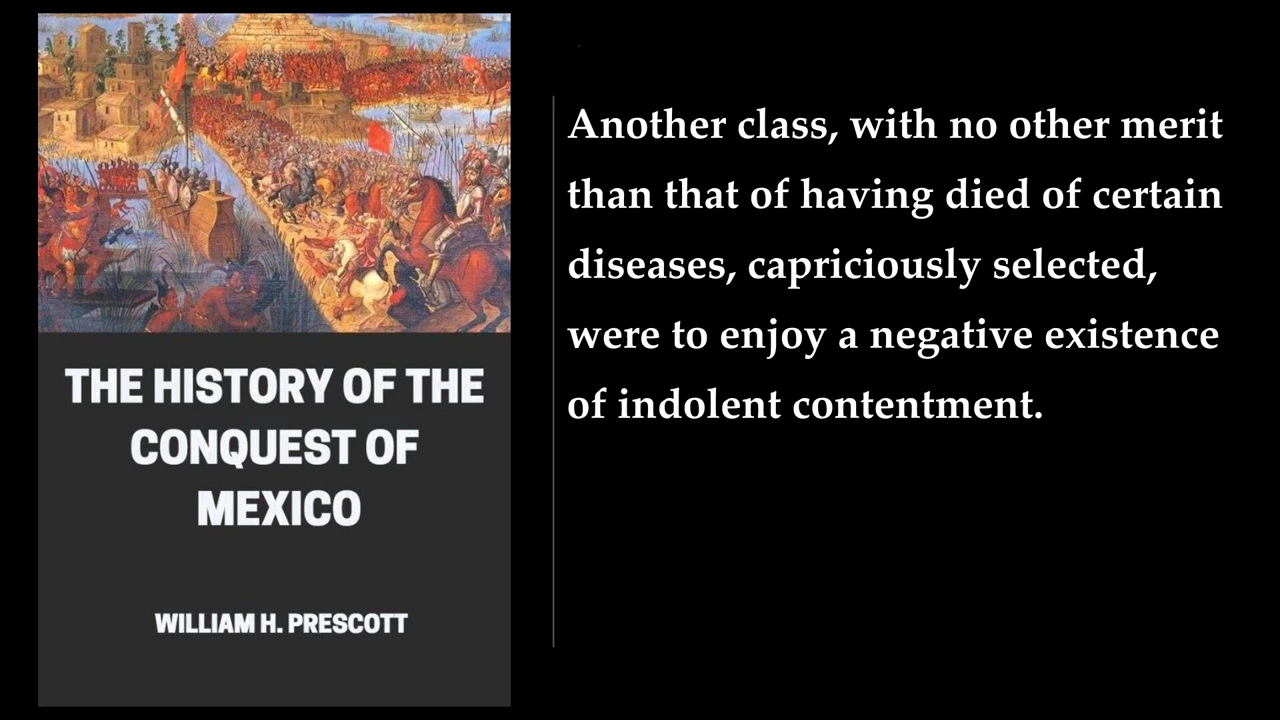 THE HISTORY OF THE
CONQUEST OF
MEXICO
WILLIAM H. PRESCOTT
Another class, with no other merit
than that of having died of certain
diseases, capriciously selected,
were to enjoy a negative existence
of indolent contentment.